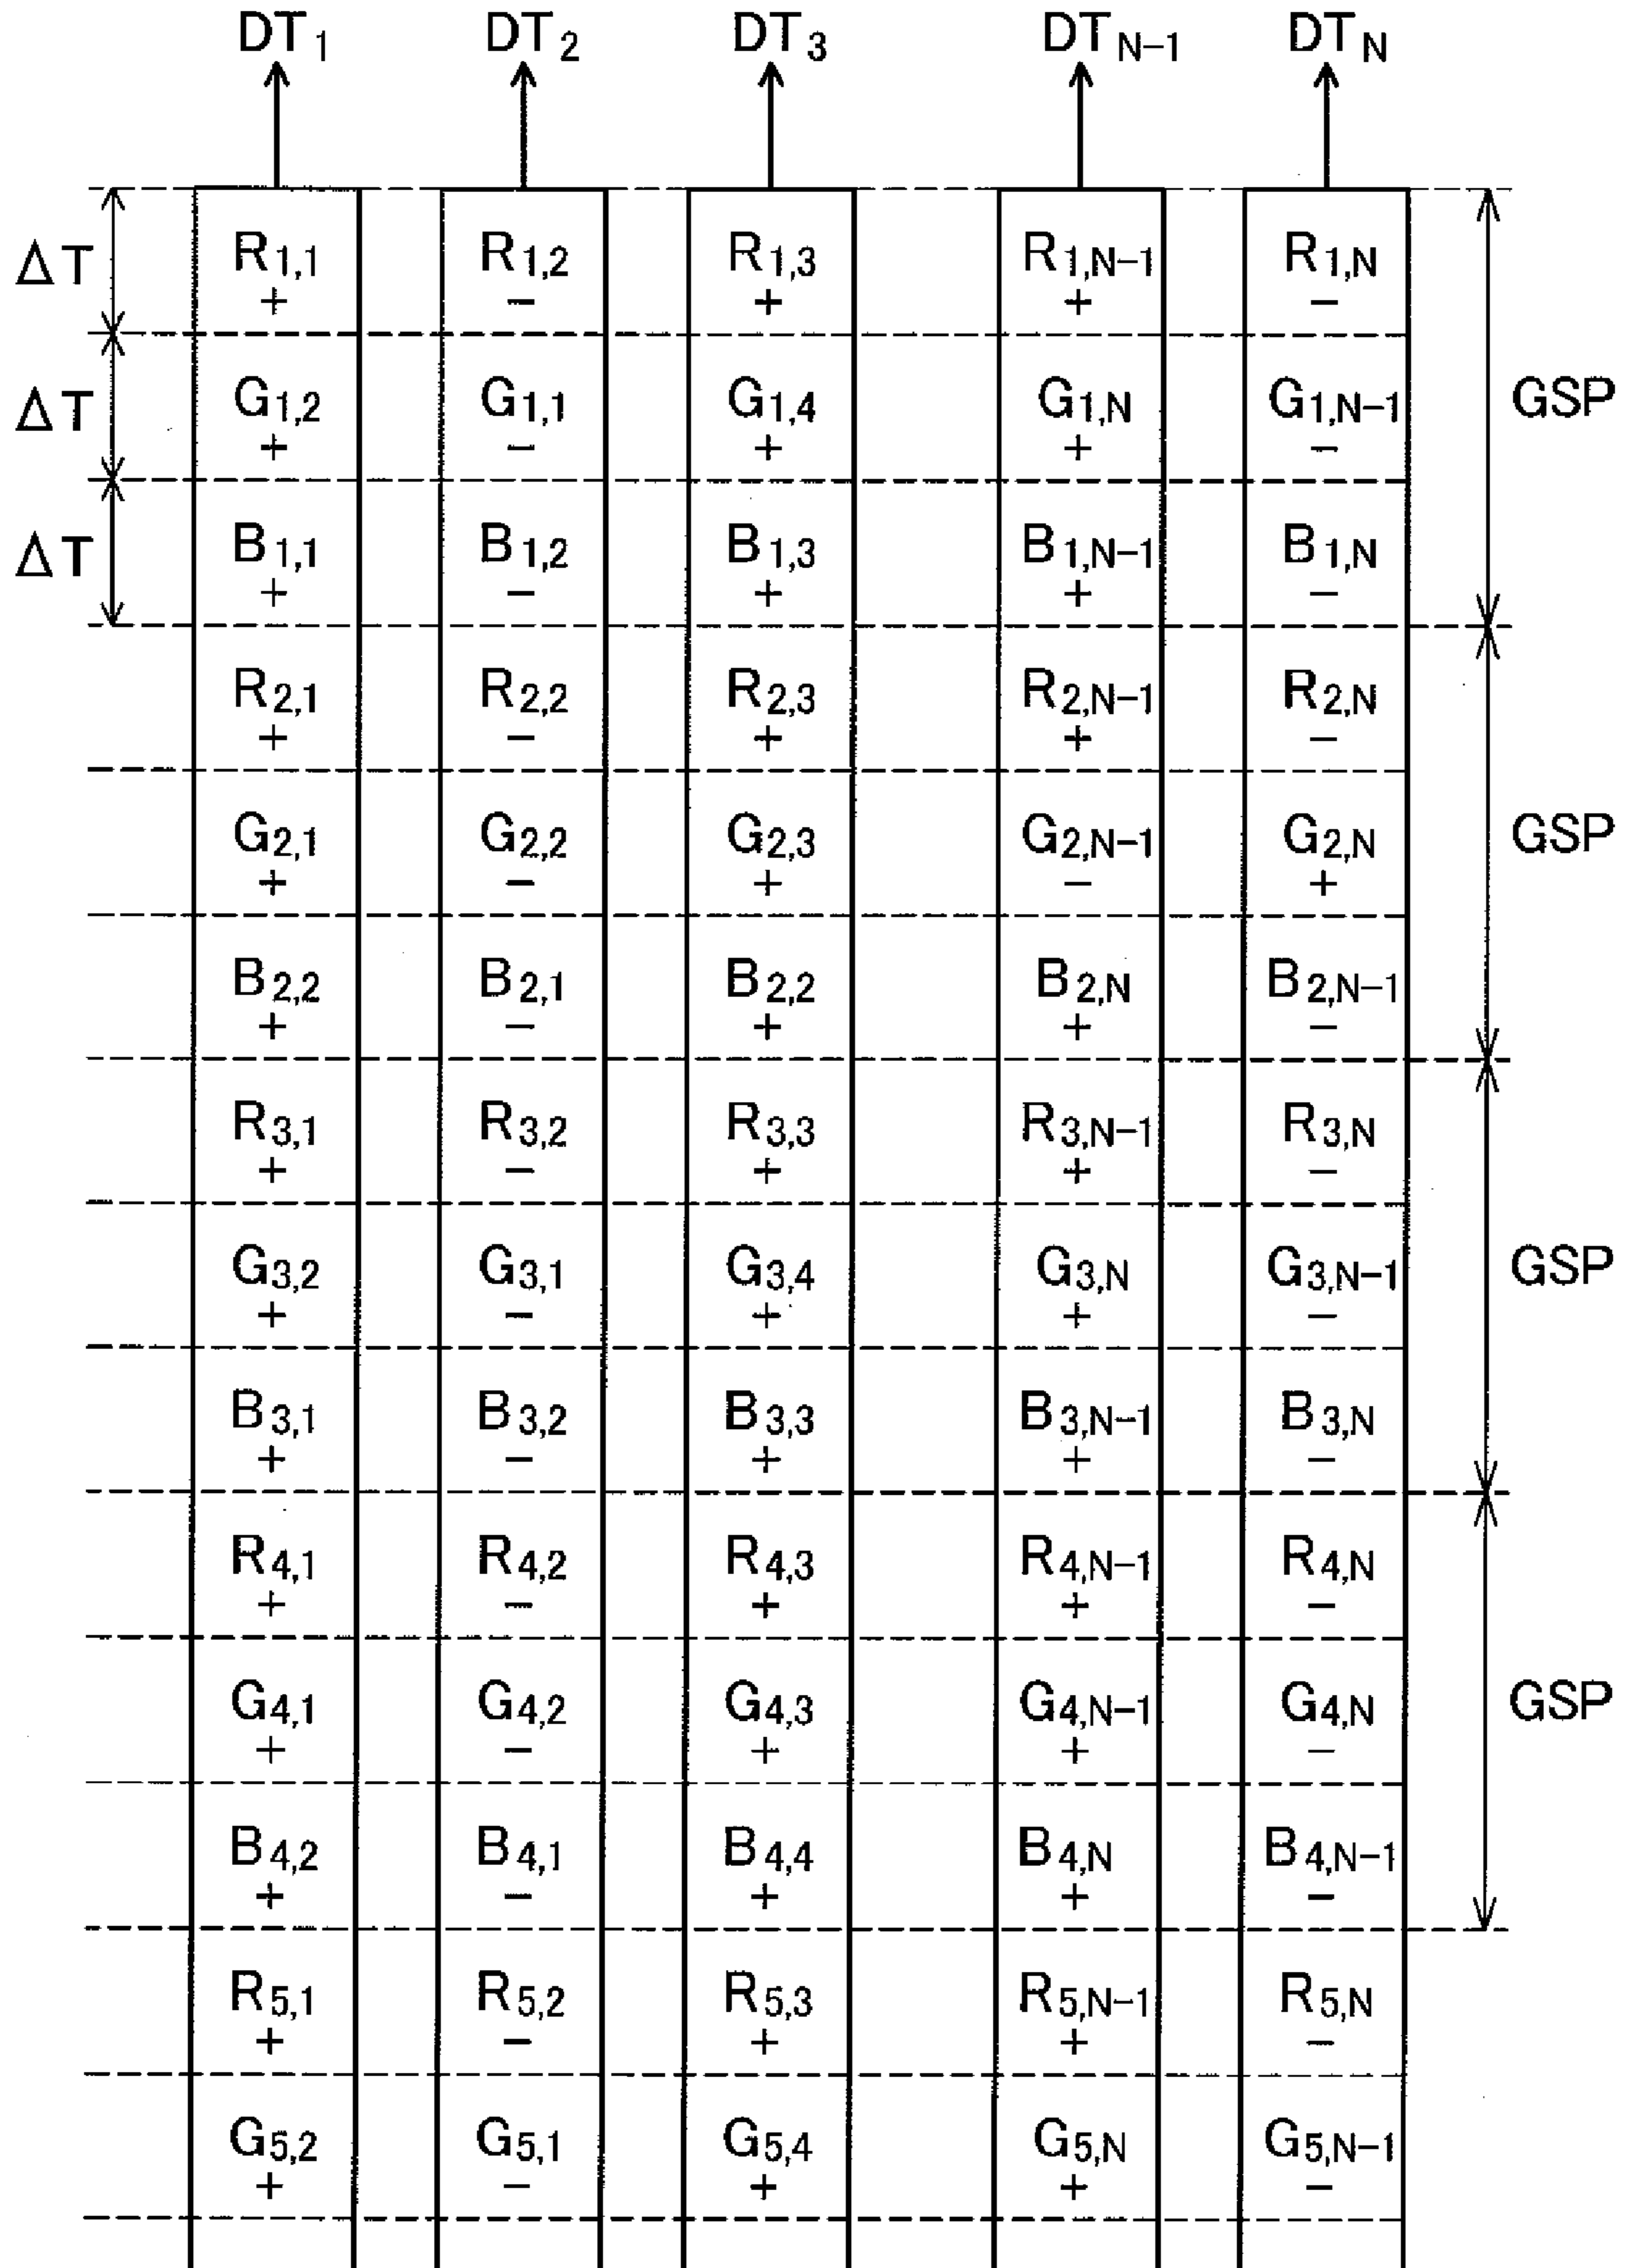 DT1 DT2 DT3 DTN-1 DTN
ΔT R1,1 R1,2 R1,3 R1,N-1 R1,N
+ - + + -
ΔT G1,2 G1,1 G1,4 G1,N G1,N-1 GSP
+ - + + -
ΔT B1,1 B1,2 B1,3 B1,N-1 B1,N
+ - + + -
R2,1 R2,2 R2,3 R2,N-1 R2,N
+ - + + -
G2,1 G2,2 G2,3 G2,N-1 G2,N GSP
+ - + - +
B2,2 B2,1 B2,2 B2,N B2,N-1
+ - + + -
R3,1 R3,2 R3,3 R3,N-1 R3,N
+ - + + -
G3,2 G3,1 G3,4 G3,N G3,N-1 GSP
+ - + + -
B3,1 B3,2 B3,3 B3,N-1 B3,N
+ - + + -
R4,1 R4,2 R4,3 R4,N-1 R4,N
+ - + + -
G4,1 G4,2 G4,3 G4,N-1 G4,N GSP
+ - + + -
B4,2 B4,1 B4,4 B4,N B4,N-1
+ - + + -
R5,1 R5,2 R5,3 R5,N-1 R5,N
+ - + + -
G5,2 G5,1 G5,4 G5,N G5,N-1
+ - + + -